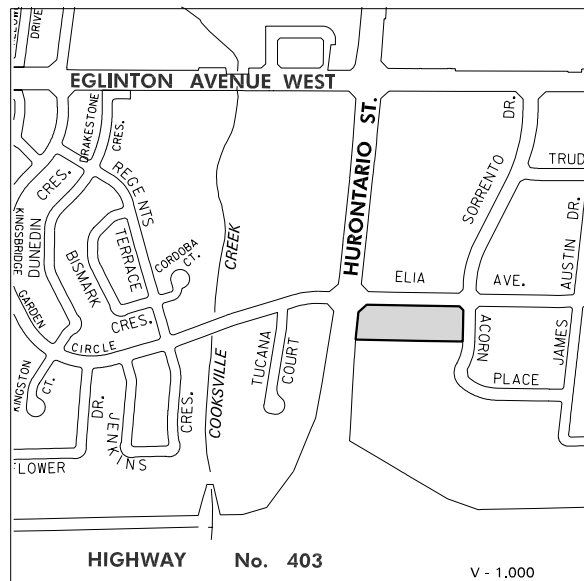 DRIVE
EGLINTON AVENUE WEST
DRAKESTONE
CRES.
DR.
HURONTARIO ST.
TRUD
REGENTS
TERRACE
CRES.
SORRENTO
DR.
AUSTIN
KINGSBRIDGE
DUNEDIN
BISMARK
CORDOBA
CT.
CREEK
ELIA
AVE.
GARDEN
CRES.
CIRCLE
TUCANA
COURT
ACORN
JAMES
PLACE
KINGSTON
CT.
DR.
JENKINS
CRES.
COOKSVILLE
FLOWER
HIGHWAY No. 403
V - 1,000